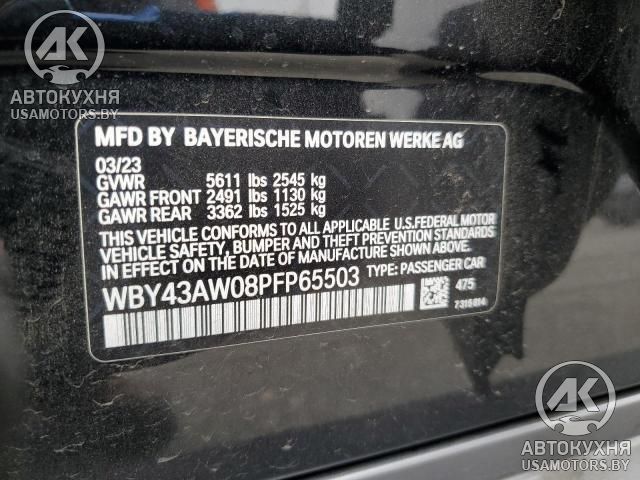 AK
АВТОКУХНЯ
USAMOTORS.BY
MFD BY BAYERISCHE MOTOREN WERKE AG
03/23
GVWR 5611 lbs 2545 kg
GAWR FRONT 2491 lbs 1130 kg
GAWR REAR 3362 lbs 1525 kg
THIS VEHICLE CONFORMS TO ALL APPLICABLE U.S.FEDERAL MOTOR
VEHICLE SAFETY, BUMPER AND THEFT PREVENTION STANDARDS
IN EFFECT ON THE DATE OF MANUFACTURE SHOWN ABOVE.
WBY43AW08PFP65503 TYPE: PASSENGER CAR
475
7315814
AK
АВТОКУХНЯ
USAMOTORS.BY